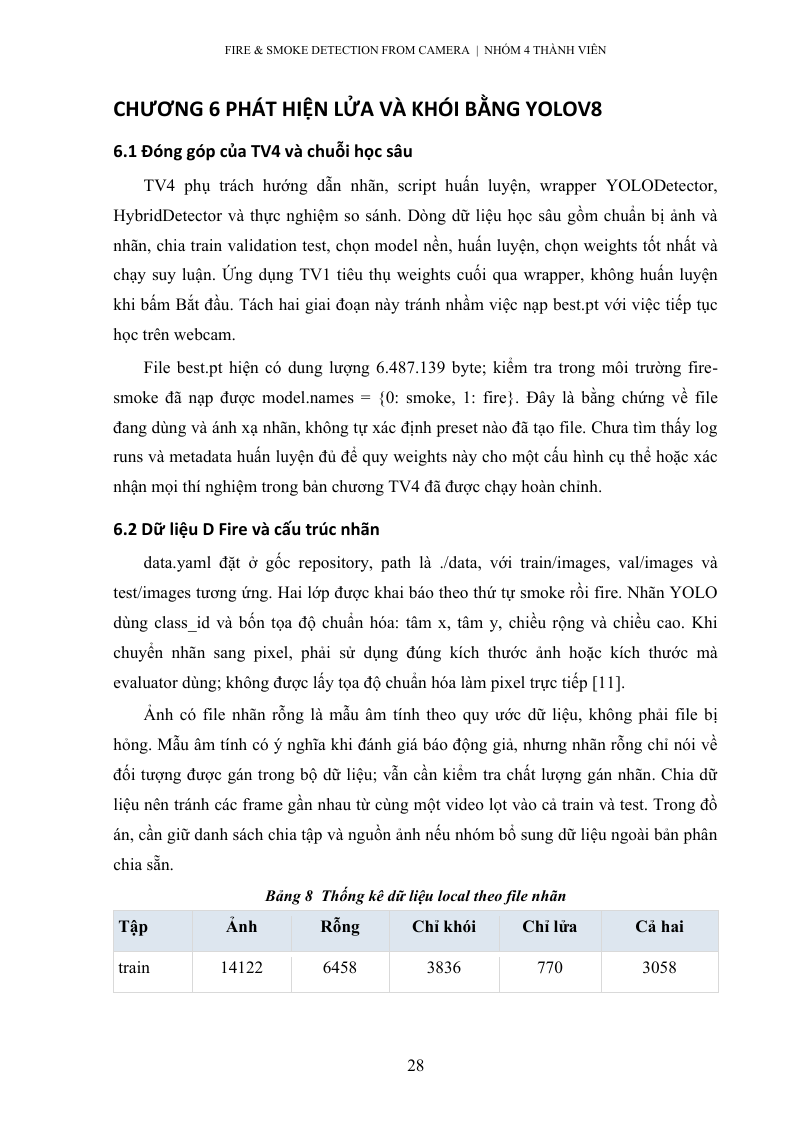 FIRE & SMOKE DETECTION FROM CAMERA | NHÓM 4 THÀNH VIÊN
CHƯƠNG 6 PHÁT HIỆN LỬA VÀ KHÓI BẰNG YOLOV8
6.1 Đóng góp của TV4 và chuỗi học sâu
TV4 phụ trách hướng dẫn nhãn, script huấn luyện, wrapper YOLODetector,
HybridDetector và thực nghiệm so sánh. Dòng dữ liệu học sâu gồm chuẩn bị ảnh và
nhãn, chia train validation test, chọn model nền, huấn luyện, chọn weights tốt nhất và
chạy suy luận. Ứng dụng TV1 tiêu thụ weights cuối qua wrapper, không huấn luyện
khi bấm Bắt đầu. Tách hai giai đoạn này tránh nhầm việc nạp best.pt với việc tiếp tục
học trên webcam.
File best.pt hiện có dung lượng 6.487.139 byte; kiểm tra trong môi trường fire-
smoke đã nạp được model.names = {0: smoke, 1: fire}. Đây là bằng chứng về file
đang dùng và ánh xạ nhãn, không tự xác định preset nào đã tạo file. Chưa tìm thấy log
runs và metadata huấn luyện đủ để quy weights này cho một cấu hình cụ thể hoặc xác
nhận mọi thí nghiệm trong bản chương TV4 đã được chạy hoàn chỉnh.
6.2 Dữ liệu D Fire và cấu trúc nhãn
data.yaml đặt ở gốc repository, path là ./data, với train/images, val/images và
test/images tương ứng. Hai lớp được khai báo theo thứ tự smoke rồi fire. Nhãn YOLO
dùng class_id và bốn tọa độ chuẩn hóa: tâm x, tâm y, chiều rộng và chiều cao. Khi
chuyển nhãn sang pixel, phải sử dụng đúng kích thước ảnh hoặc kích thước mà
evaluator dùng; không được lấy tọa độ chuẩn hóa làm pixel trực tiếp [11].
Ảnh có file nhãn rỗng là mẫu âm tính theo quy ước dữ liệu, không phải file bị
hỏng. Mẫu âm tính có ý nghĩa khi đánh giá báo động giả, nhưng nhãn rỗng chỉ nói về
đối tượng được gán trong bộ dữ liệu; vẫn cần kiểm tra chất lượng gán nhãn. Chia dữ
liệu nên tránh các frame gần nhau từ cùng một video lọt vào cả train và test. Trong đồ
án, cần giữ danh sách chia tập và nguồn ảnh nếu nhóm bổ sung dữ liệu ngoài bản phân
chia sẵn.
Bảng 8 Thống kê dữ liệu local theo file nhãn
Tập Ảnh Rỗng Chỉ khói Chỉ lửa Cả hai
train 14122 6458 3836 770 3058
28